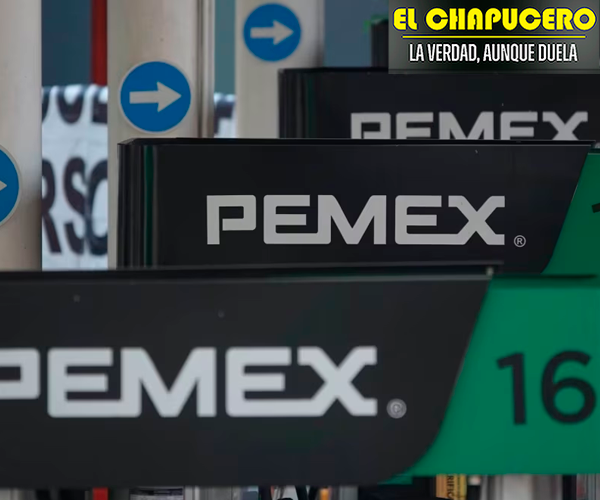 EL CHAPUCERO
LA VERDAD, AUNQUE DUELA
PEMEX
PEMEX®
PEMEX®
16